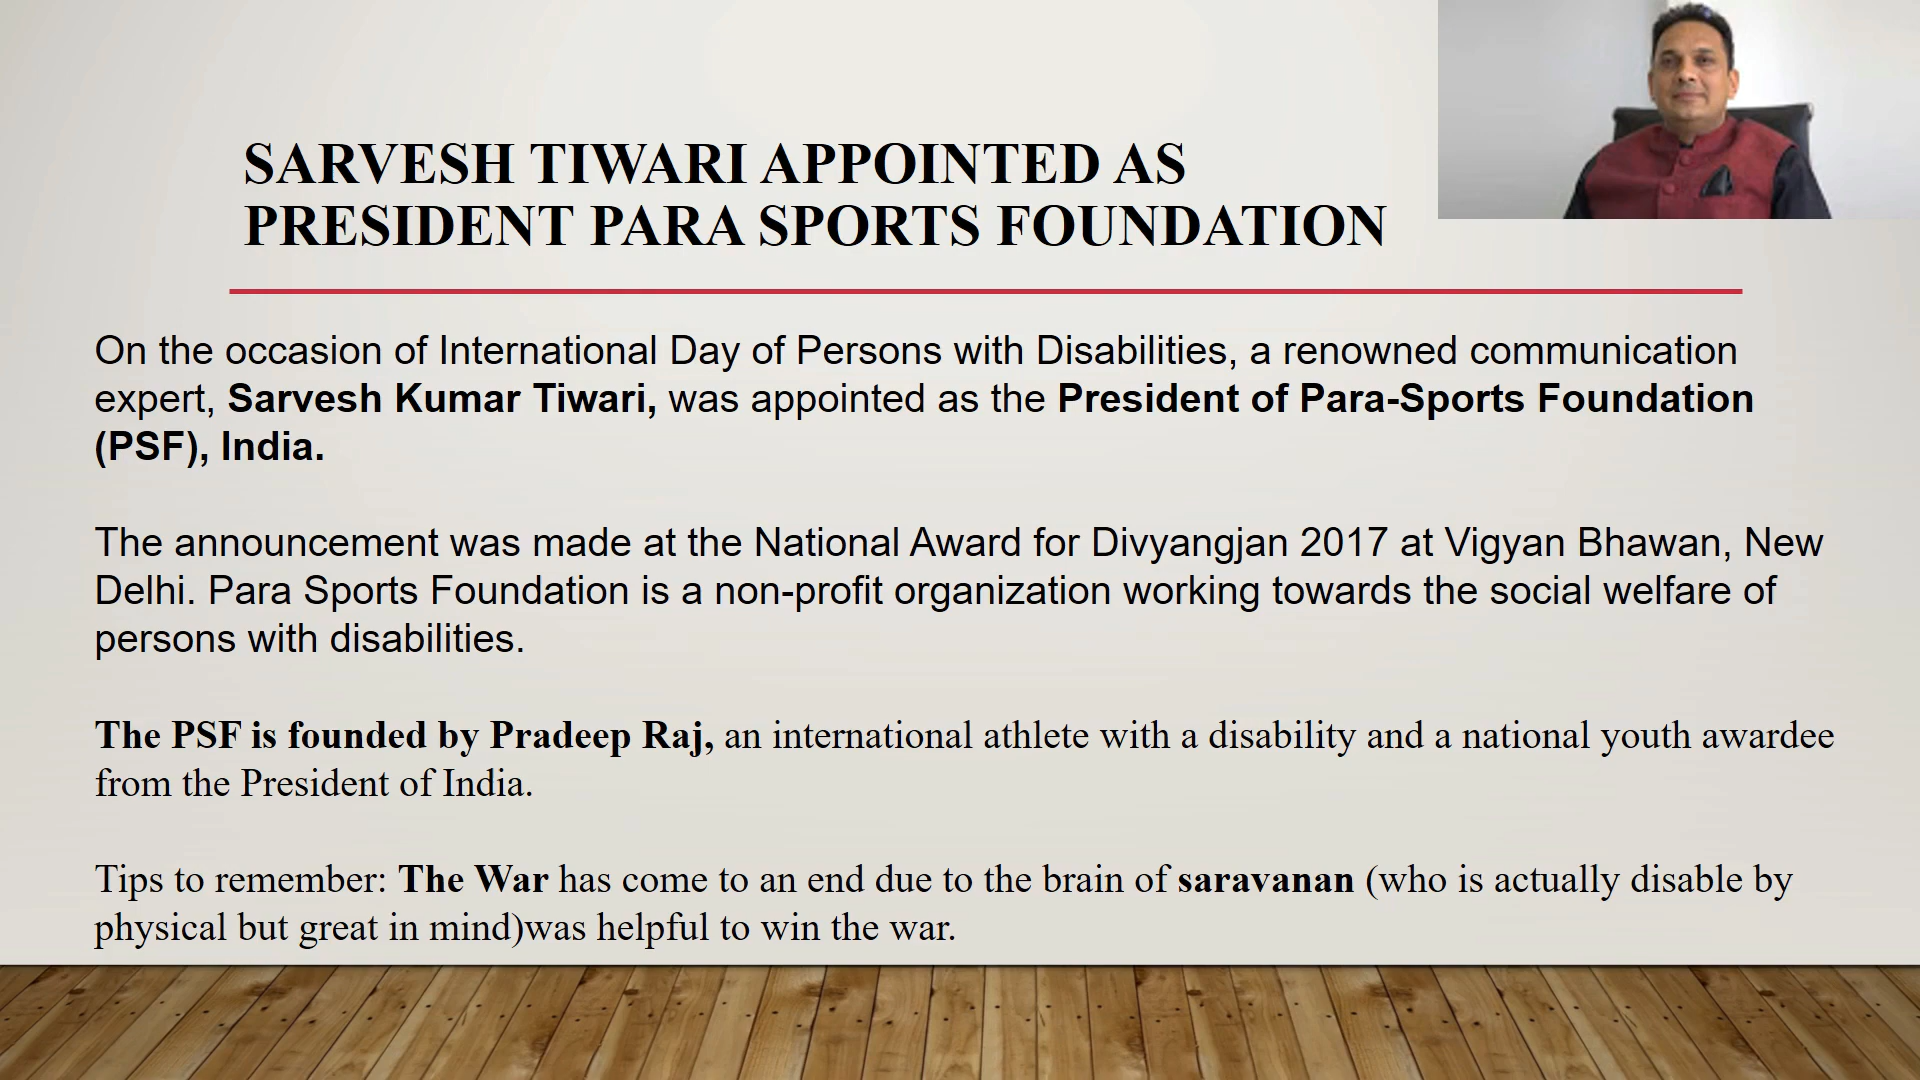 SARVESH TIWARI APPOINTED AS
PRESIDENT PARA SPORTS FOUNDATION
On the occasion of International Day of Persons with Disabilities, a renowned communication
expert, Sarvesh Kumar Tiwari, was appointed as the President of Para-Sports Foundation
(PSF), India.
The announcement was made at the National Award for Divyangjan 2017 at Vigyan Bhawan, New
Delhi. Para Sports Foundation is a non-profit organization working towards the social welfare of
persons with disabilities.
The PSF is founded by Pradeep Raj, an international athlete with a disability and a national youth awardee
from the President of India.
Tips to remember: The War has come to an end due to the brain of saravanan (who is actually disable by
physical but great in mind)was helpful to win the war.